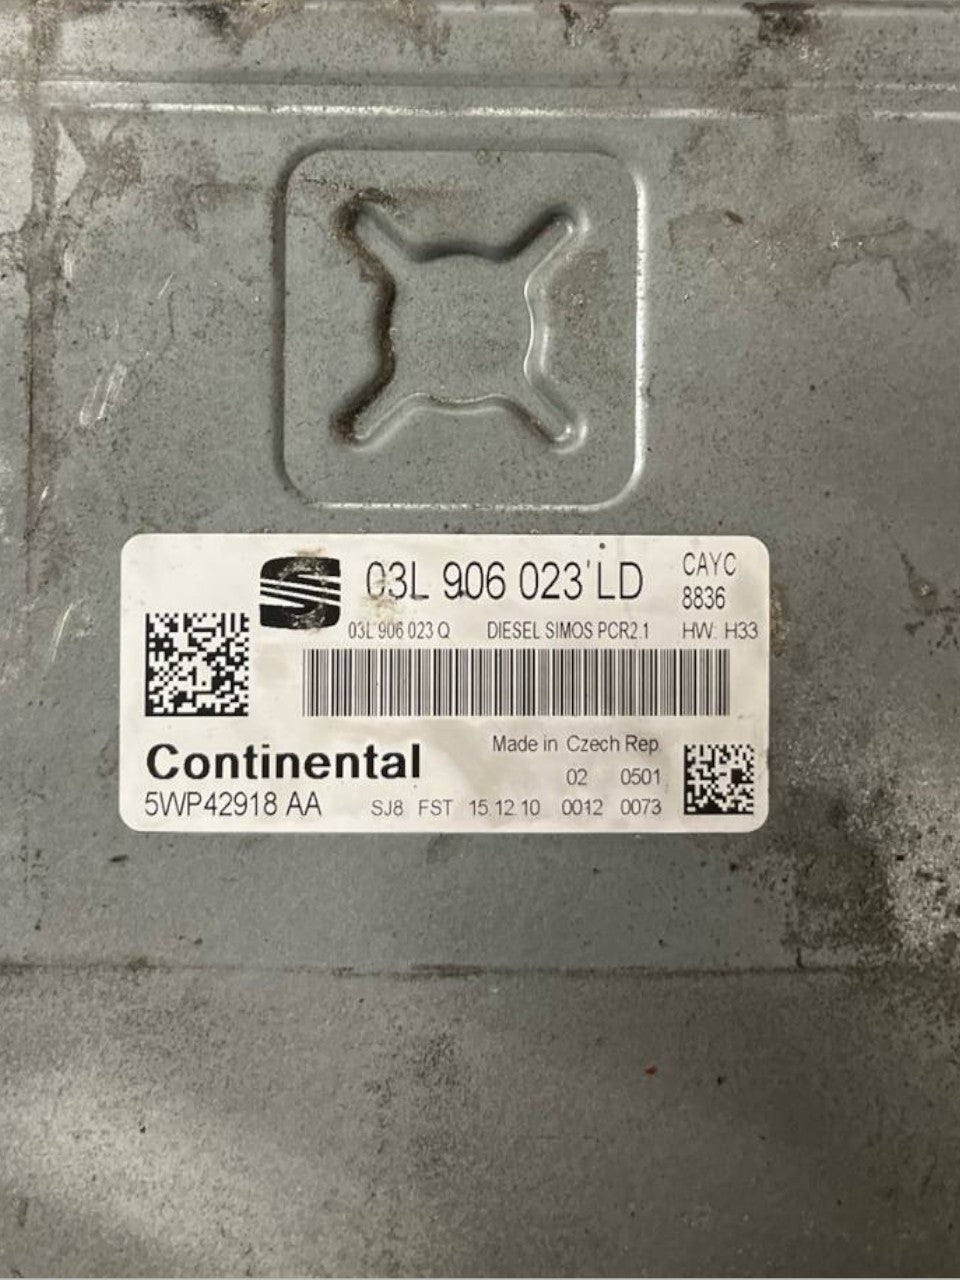 03L 906 023 LD
CAYC
8836
03L 906 023 Q DIESEL SIMOS PCR2.1 HW: H33
Continental
Made in Czech Rep.
02 0501
5WP42918 AA
SJ8 FST 15.12.10 0012 0073